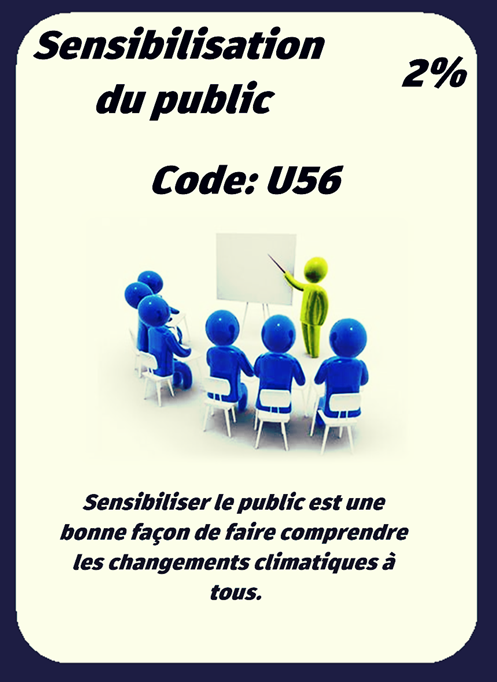 Sensibilisation
du public
2%
Code: U56
Sensibiliser le public est une
bonne façon de faire comprendre
les changements climatiques à
tous.